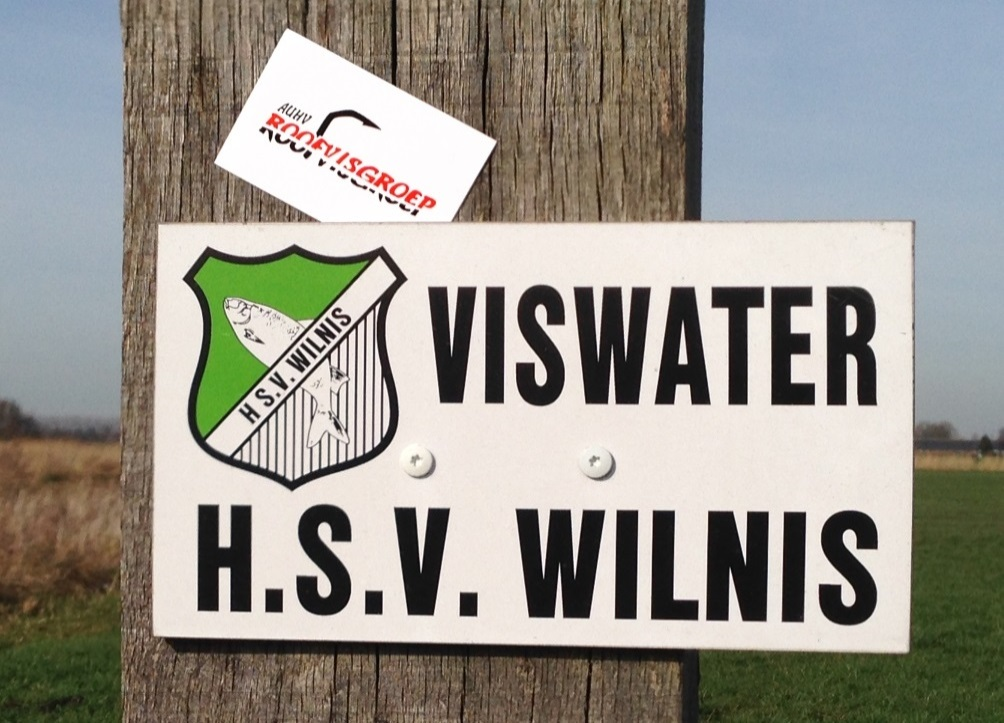 AUHV
ROOFVISGROEP
H.S.V. WILNIS
VISWATER
H.S.V. WILNIS